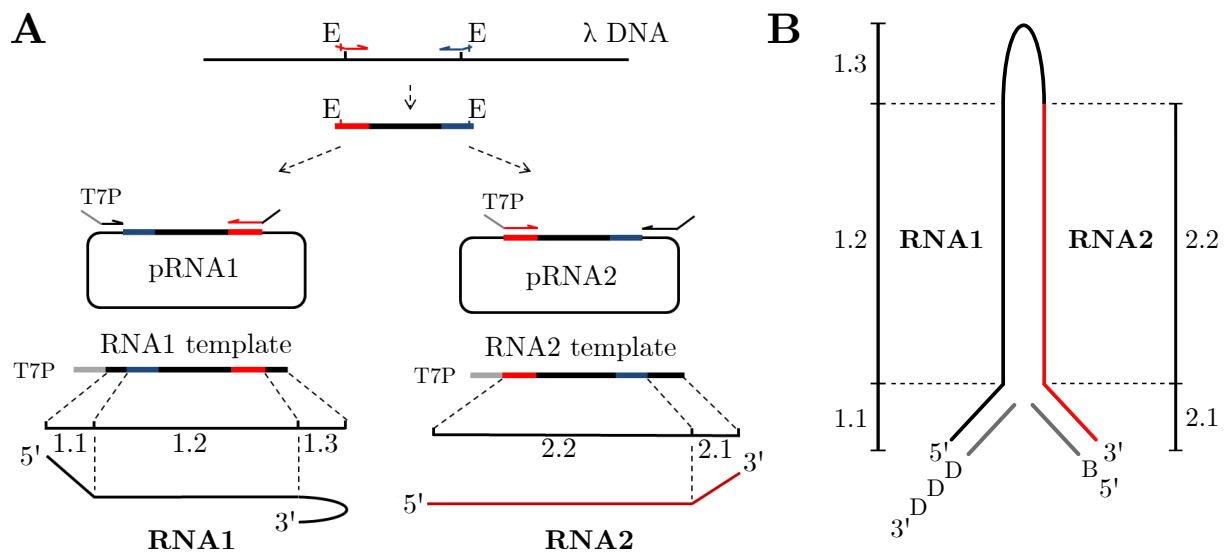 A
E
E
λ DNA
E
E
T7P
pRNA1
T7P
pRNA2
RNA1 template
T7P
RNA2 template
T7P
1.1
1.2
1.3
5'
3'
RNA1
2.2
2.1
5'
3'
RNA2
B
1.3
1.2
1.1
RNA1
RNA2
2.2
2.1
5'
3'
D
D
D
3'
B
5'